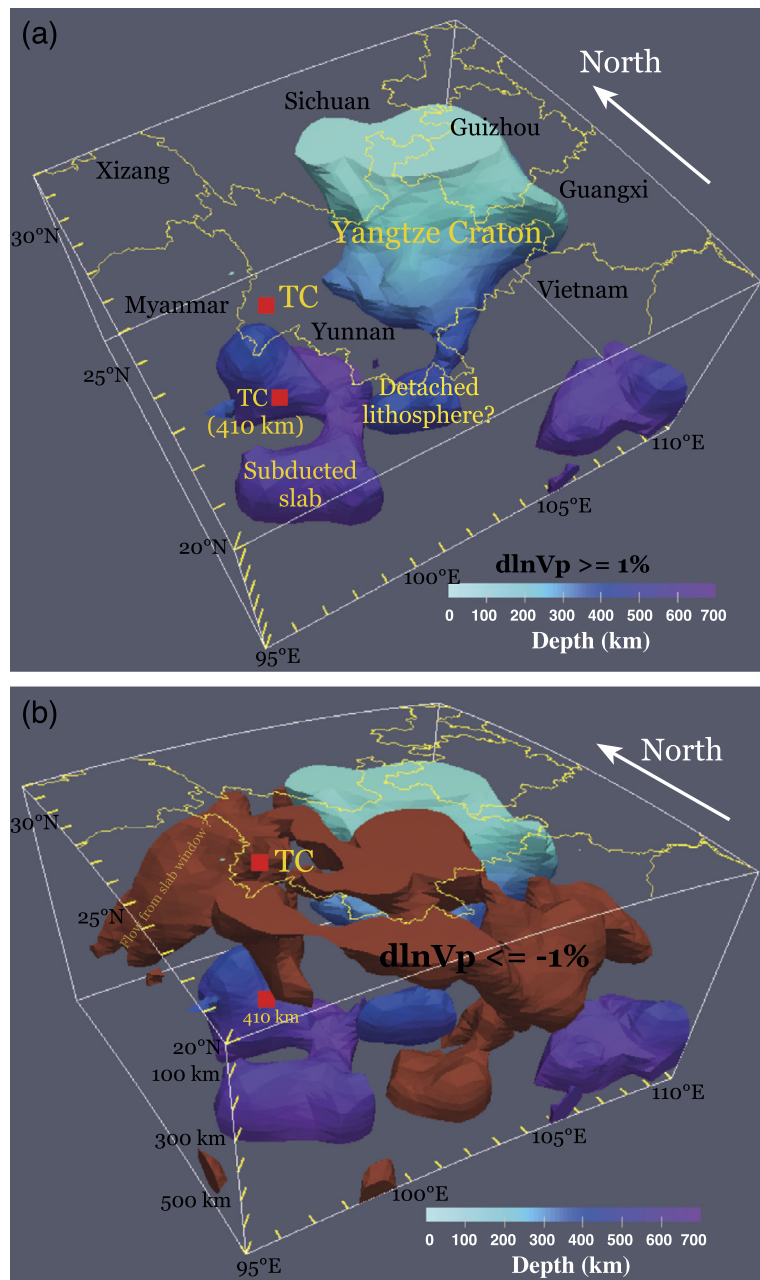 (a)
North
Sichuan
Guizhou
Xizang
Guangxi
30°N
Yangtze Craton
TC
Vietnam
Myanmar
Yunnan
25°N
TC
(410 km)
Detached
lithosphere?
110°E
Subducted
slab
105°E
20°N
100°E
dlnVp >= 1%
0 100 200 300 400 500 600 700
Depth (km)
95°E
(b)
North
30°N
TC
Flow from slab window?
25°N
dlnVp <= -1%
410 km
20°N
100 km
110°E
300 km
105°E
500 km
100°E
0 100 200 300 400 500 600 700
Depth (km)
95°E